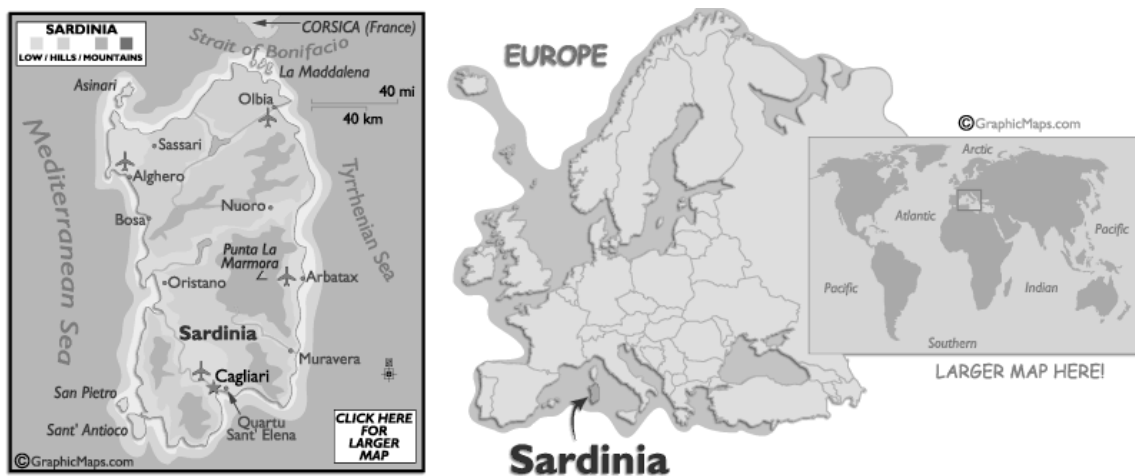 SARDINIA
LOW / HILLS / MOUNTAINS
CORSICA (France)
Strait of Bonifacio
La Maddalena
Asinari
Olbia
40 mi
40 km
Sassari
Alghero
Mediterranean Sea
Tyrrhenian Sea
Nuoro
Bosa
Punta La
Marmora
Arbatax
Oristano
Sardinia
Muravera
Cagliari
San Pietro
Quartu
Sant' Elena
Sant' Antioco
CLICK HERE
FOR
LARGER
MAP
©GraphicMaps.com
EUROPE
Sardinia
©GraphicMaps.com
Arctic
Atlantic
Pacific
Pacific
Indian
Southern
LARGER MAP HERE!